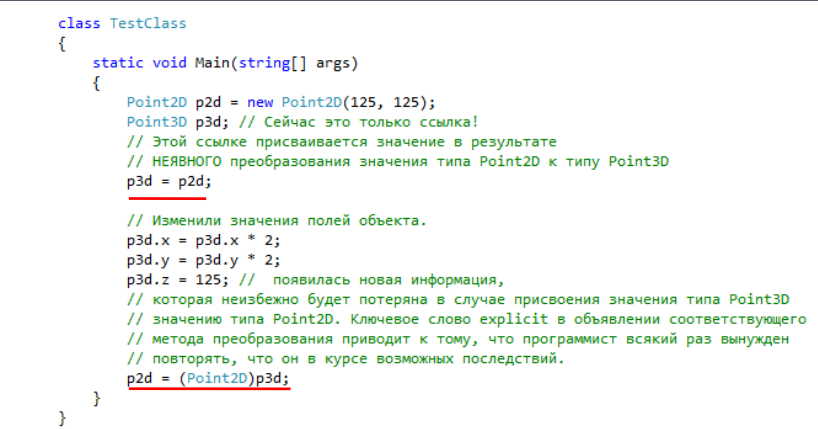 class TestClass
{
static void Main(string[] args)
{
Point2D p2d = new Point2D(125, 125);
Point3D p3d; // Сейчас это только ссылка!
// Этой ссылке присваивается значение в результате
// НЕЯВНОГО преобразования значения типа Point2D к типу Point3D
p3d = p2d;
// Изменили значения полей объекта.
p3d.x = p3d.x * 2;
p3d.y = p3d.y * 2;
p3d.z = 125; // появилась новая информация,
// которая неизбежно будет потеряна в случае присвоения значения типа Point3D
// значению типа Point2D. Ключевое слово explicit в объявлении соответствующего
// метода преобразования приводит к тому, что программист всякий раз вынужден
// повторять, что он в курсе возможных последствий.
p2d = (Point2D)p3d;
}
}